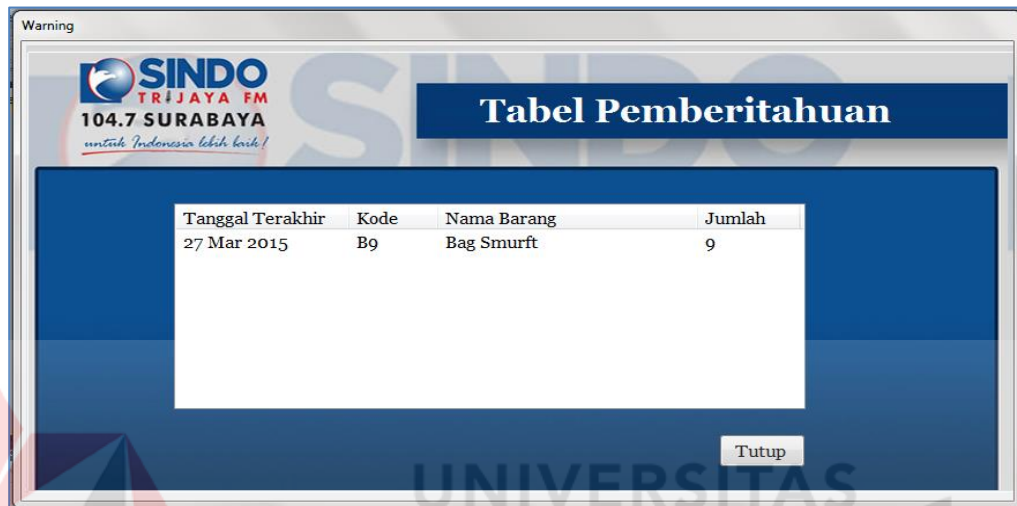 Warning
SINDO
TRIJAYA FM
104.7 SURABAYA
untuk Indonesia lebih baik!
SINDO
Tabel Pemberitahuan
Tanggal Terakhir Kode Nama Barang Jumlah
27 Mar 2015 B9 Bag Smurft 9
Tutup
UNIVERSITAS